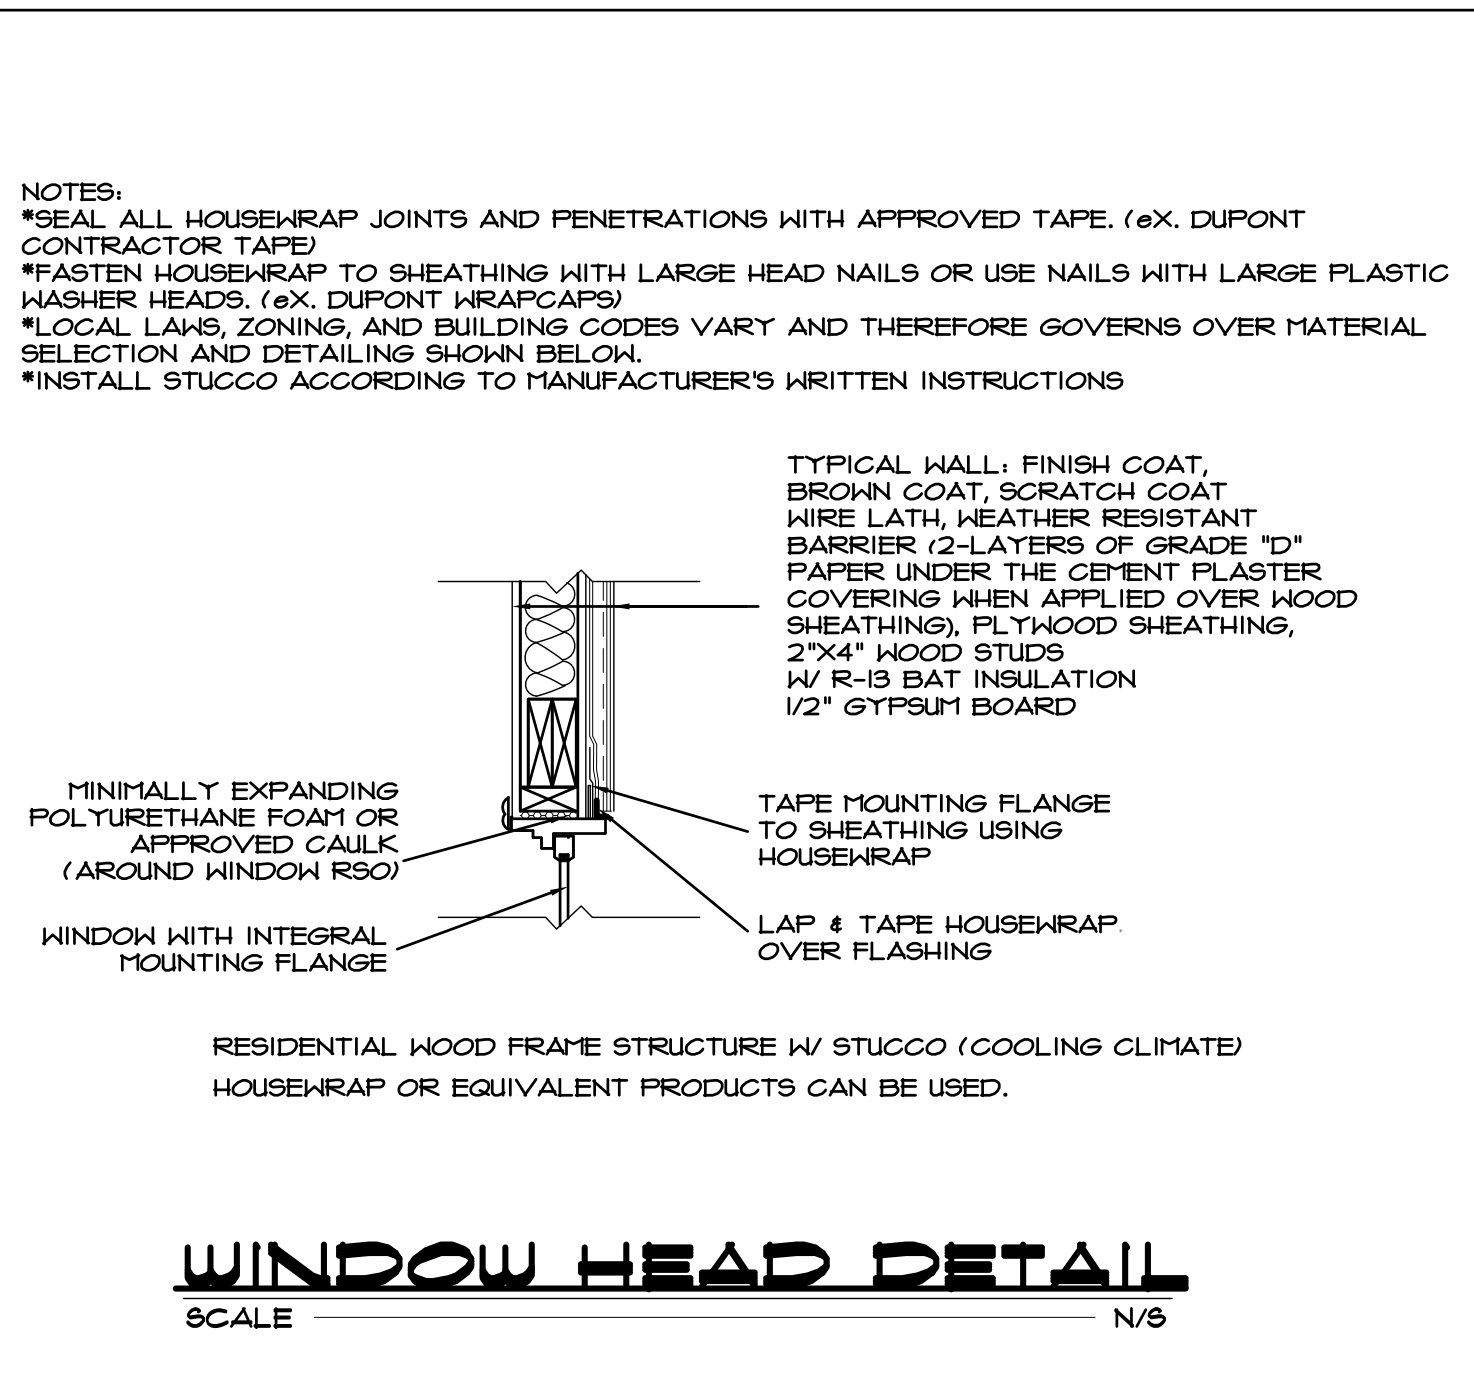 NOTES:
*SEAL ALL HOUSEWRAP JOINTS AND PENETRATIONS WITH APPROVED TAPE. (eX. DUPONT
CONTRACTOR TAPE)
*FASTEN HOUSEWRAP TO SHEATHING WITH LARGE HEAD NAILS OR USE NAILS WITH LARGE PLASTIC
WASHER HEADS. (eX. DUPONT WRAPCAPS)
*LOCAL LAWS, ZONING, AND BUILDING CODES VARY AND THEREFORE GOVERNS OVER MATERIAL
SELECTION AND DETAILING SHOWN BELOW.
*INSTALL STUCCO ACCORDING TO MANUFACTURER'S WRITTEN INSTRUCTIONS
TYPICAL WALL: FINISH COAT,
BROWN COAT, SCRATCH COAT
WIRE LATH, WEATHER RESISTANT
BARRIER (2-LAYERS OF GRADE "D"
PAPER UNDER THE CEMENT PLASTER
COVERING WHEN APPLIED OVER WOOD
SHEATHING), PLYWOOD SHEATHING,
2"X4" WOOD STUDS
W/ R-13 BAT INSULATION
1/2" GYPSUM BOARD
MINIMALLY EXPANDING
POLYURETHANE FOAM OR
APPROVED CAULK
(AROUND WINDOW RSO)
TAPE MOUNTING FLANGE
TO SHEATHING USING
HOUSEWRAP
WINDOW WITH INTEGRAL
MOUNTING FLANGE
LAP & TAPE HOUSEWRAP.
OVER FLASHING
RESIDENTIAL WOOD FRAME STRUCTURE W/ STUCCO (COOLING CLIMATE)
HOUSEWRAP OR EQUIVALENT PRODUCTS CAN BE USED.
WINDOW HEAD DETAIL
SCALE N/S